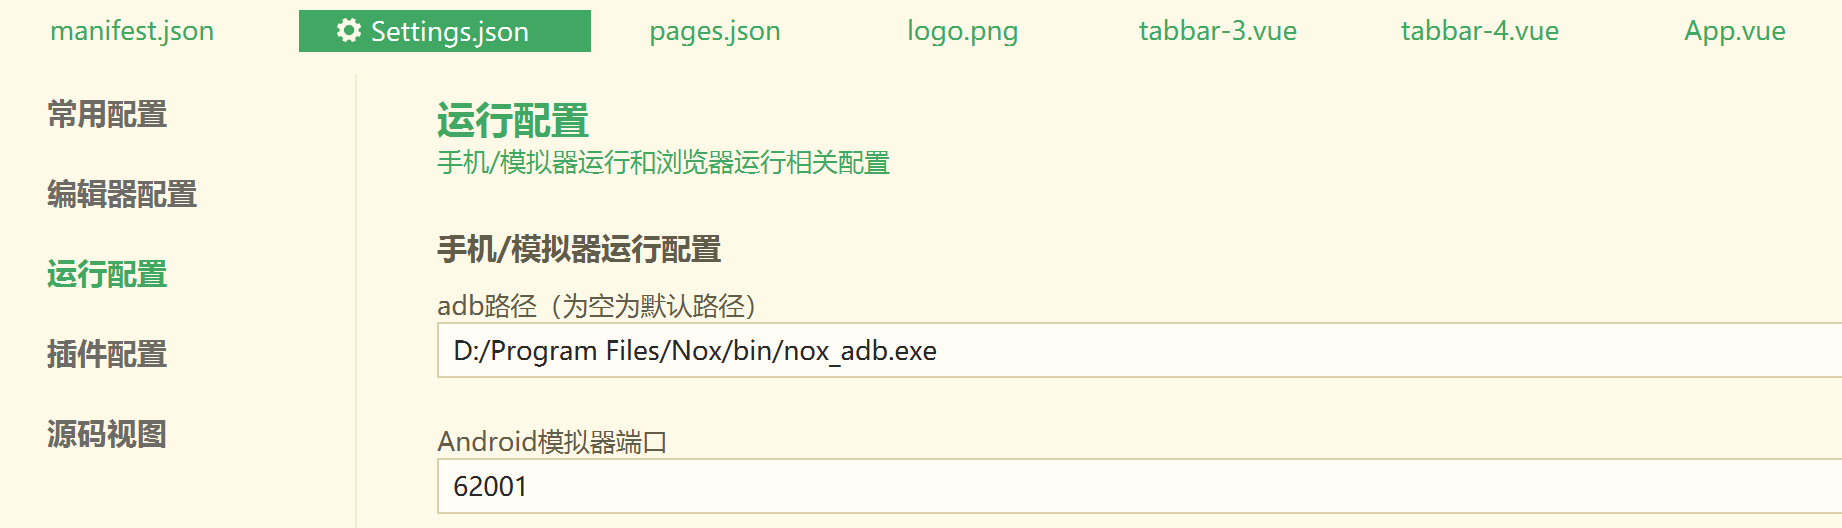 manifest.json
Settings.json
pages.json
logo.png
tabbar-3.vue
tabbar-4.vue
App.vue
常用配置
编辑器配置
运行配置
插件配置
源码视图
运行配置
手机/模拟器运行和浏览器运行相关配置
手机/模拟器运行配置
adb路径（为空为默认路径）
D:/Program Files/Nox/bin/nox_adb.exe
Android模拟器端口
62001